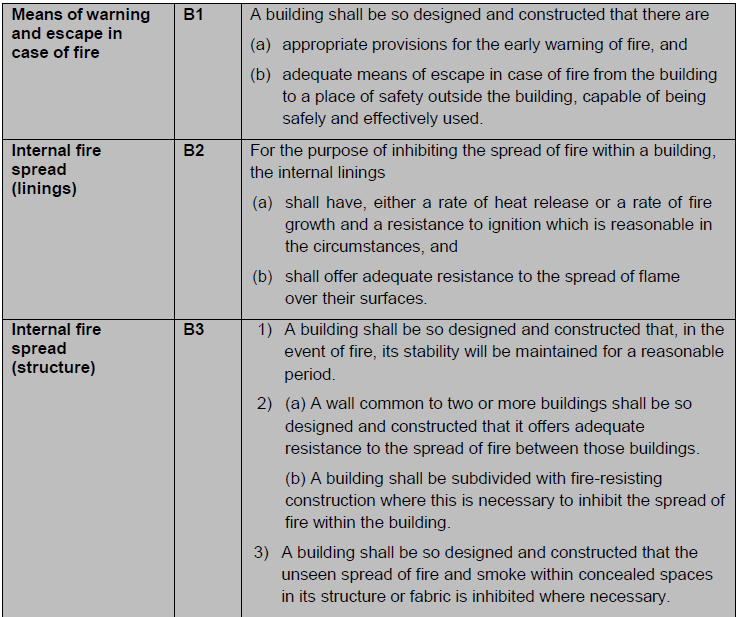 Means of warning
and escape in
case of fire
B1
A building shall be so designed and constructed that there are
(a) appropriate provisions for the early warning of fire, and
(b) adequate means of escape in case of fire from the building
to a place of safety outside the building, capable of being
safely and effectively used.
Internal fire
spread
(linings)
B2
For the purpose of inhibiting the spread of fire within a building,
the internal linings
(a) shall have, either a rate of heat release or a rate of fire
growth and a resistance to ignition which is reasonable in
the circumstances, and
(b) shall offer adequate resistance to the spread of flame
over their surfaces.
Internal fire
spread
(structure)
B3
1) A building shall be so designed and constructed that, in the
event of fire, its stability will be maintained for a reasonable
period.
2) (a) A wall common to two or more buildings shall be so
designed and constructed that it offers adequate
resistance to the spread of fire between those buildings.
(b) A building shall be subdivided with fire-resisting
construction where this is necessary to inhibit the spread of
fire within the building.
3) A building shall be so designed and constructed that the
unseen spread of fire and smoke within concealed spaces
in its structure or fabric is inhibited where necessary.